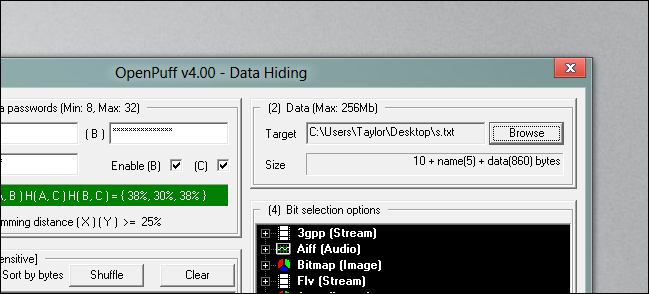 OpenPuff v4.00 - Data Hiding
a passwords (Min: 8, Max: 32)
(B) ***************
*
Enable (B) (C)
, B ) H( A, C ) H( B, C ) = { 38%, 30%, 38% }
mming distance ( X )( Y ) >= 25%
nsitive]
Sort by bytes Shuffle Clear
(2) Data (Max: 256Mb)
Target C:\Users\Taylor\Desktop\s.txt Browse
Size 10 + name(5) + data(860) bytes
(4) Bit selection options
3gpp (Stream)
Aiff (Audio)
Bitmap (Image)
Flv (Stream)